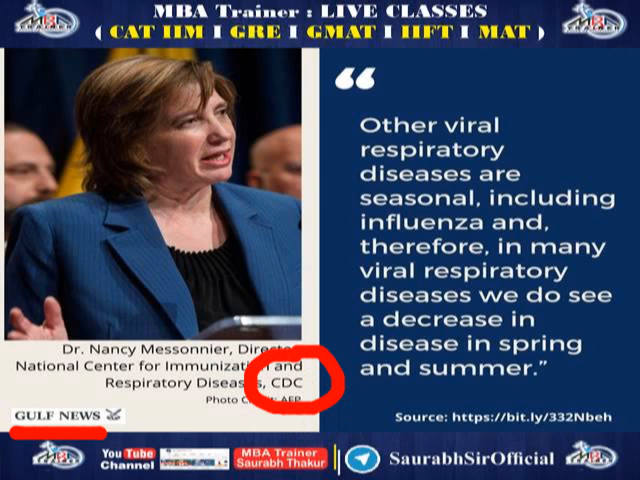 MBA Trainer : LIVE CLASSES
( CAT IIM I GRE I GMAT I IIFT I MAT )
“
Other viral
respiratory
diseases are
seasonal, including
influenza and,
therefore, in many
viral respiratory
diseases we do see
a decrease in
disease in spring
and summer.”
Dr. Nancy Messonnier, Director
National Center for Immunization and
Respiratory Diseases, CDC
Photo Credit: AFP
GULF NEWS
Source: https://bit.ly/332Nbeh
YouTube
Channel
MBA Trainer
Saurabh Thakur
SaurabhSirOfficial